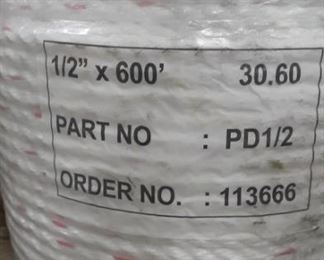 1/2” x 600’ 30.60
PART NO : PD1/2
ORDER NO. : 113666